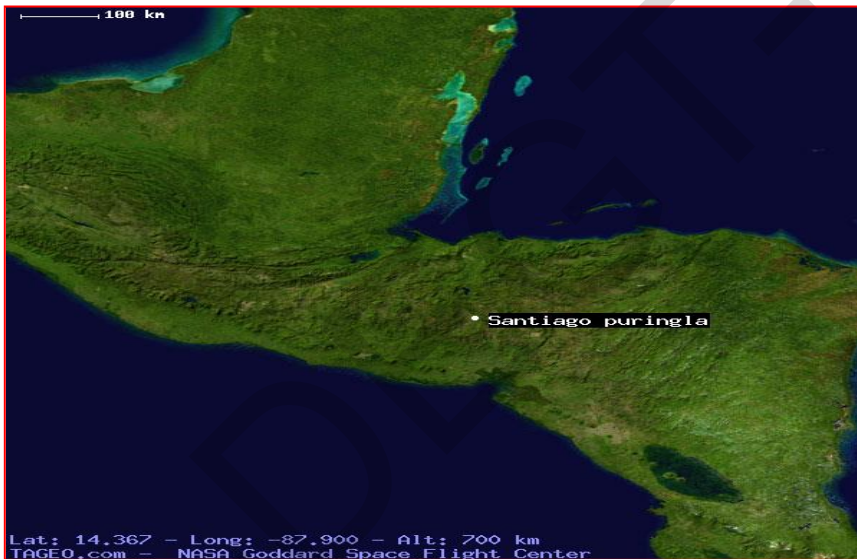 100 km
Santiago puringla
Lat: 14.367 - Long: -87.900 - Alt: 700 km
TAGEO.com - NASA Goddard Space Flight Center